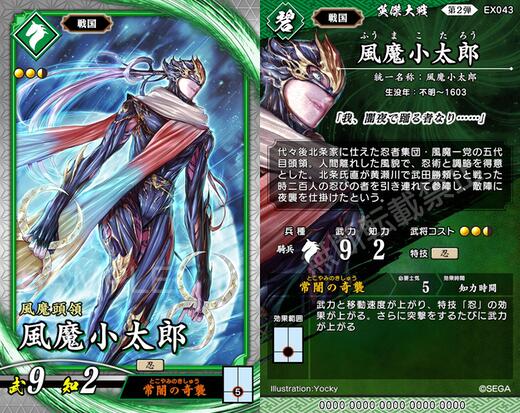 戦国
風魔頭領
風魔小太郎
忍
武9 知2
とこやみのきしゅう
常闇の奇襲
5
碧
戦国
英傑大戦
第2弾
EX043
ふうまこたろう
風魔小太郎
統一名称:風魔小太郎
生没年:不明~1603
「我、闇夜で踊る者なり……」
代々後北条家に仕えた忍者集団・風魔一党の五代
目頭領。人間離れした風貌で、忍術と調略を得意
とした。北条氏直が黄瀬川で武田勝頼らと戦った
時二百人の忍びの者を引き連れて参陣し、敵陣に
夜襲を仕掛けたという。
兵種 武力 知力 武将コスト
騎兵 9 2 特技 忍
とこやみのきしゅう 必要士気 効果時間
常闇の奇襲 5 知力時間
効果範囲
武力と移動速度が上がり、特技「忍」の効
果が上がる。さらに突撃をするたびに武力
が上がる
無断転載禁止
Illustration:Yocky
©SEGA
0000-0000-0000-0000-0000